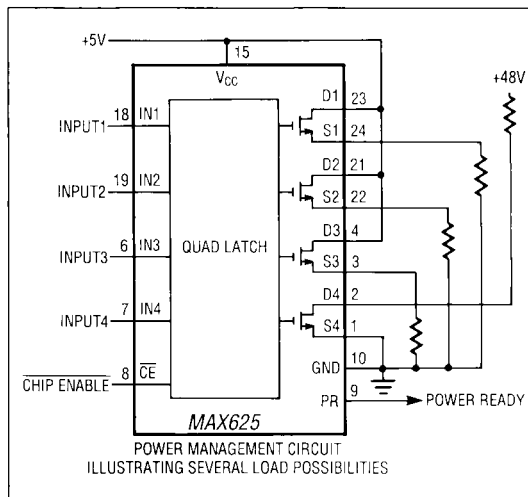 +5V
15
VCC
+48V
D1 23
18 IN1
INPUT1
S1 24
D2 21
19 IN2
INPUT2
S2 22
D3 4
QUAD LATCH
6 IN3
INPUT3
S3 3
D4 2
7 IN4
INPUT4
S4 1
GND 10
8 CE
CHIP ENABLE
PR 9
POWER READY
MAX625
POWER MANAGEMENT CIRCUIT
ILLUSTRATING SEVERAL LOAD POSSIBILITIES